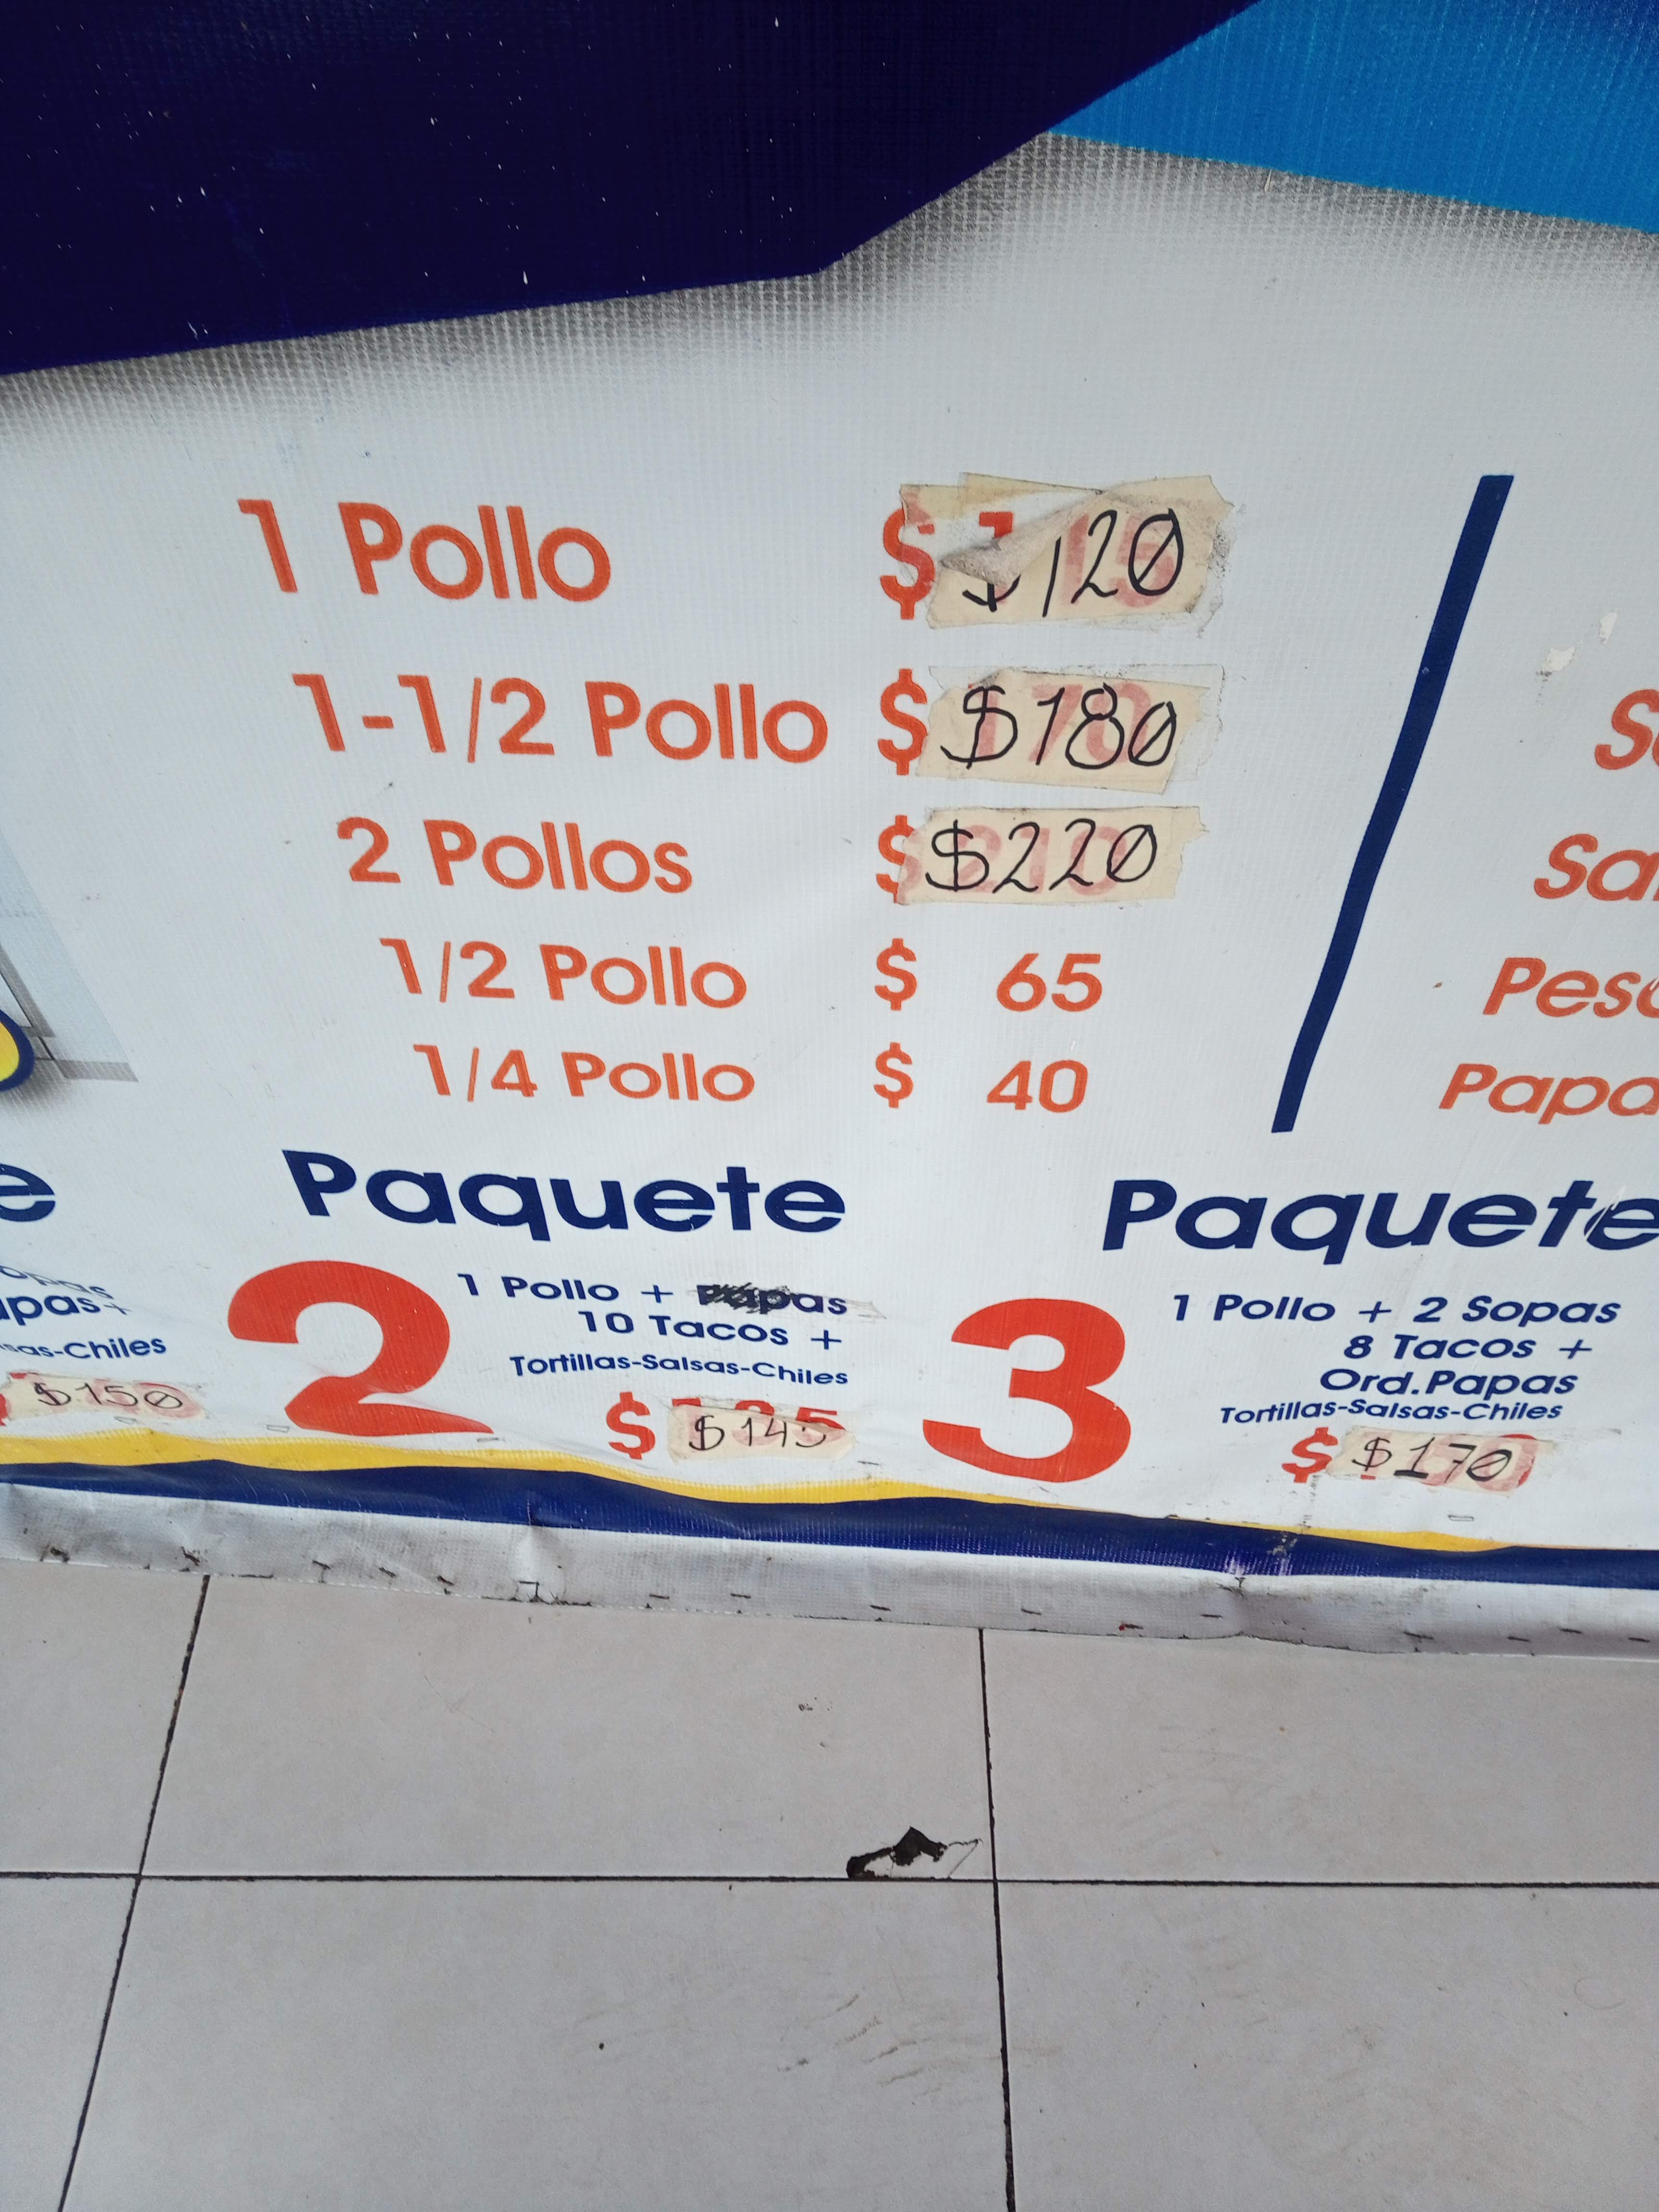 1 Pollo $ $120
1-1/2 Pollo $ $180
2 Pollos $ $220
1/2 Pollo $ 65
1/4 Pollo $ 40
Paquete
2
1 Pollo +
10 Tacos +
Tortillas-Salsas-Chiles
$ $145
Paquete
3
1 Pollo + 2 Sopas
8 Tacos +
Ord.Papas
Tortillas-Salsas-Chiles
$ $170
$150